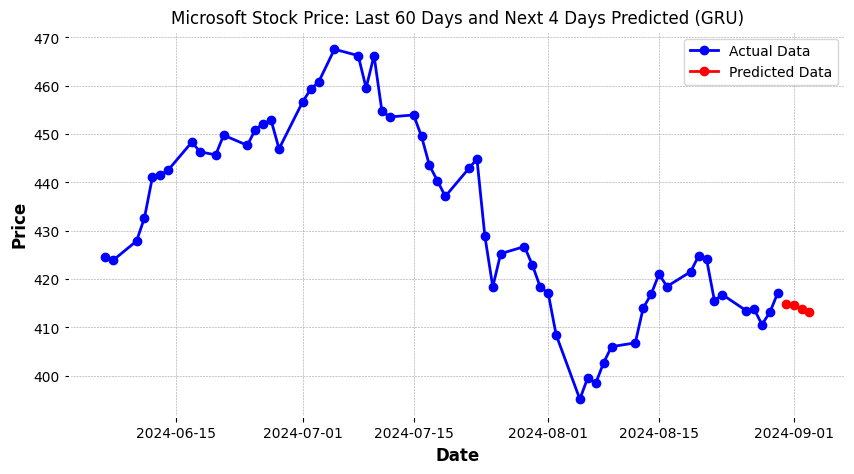 Microsoft Stock Price: Last 60 Days and Next 4 Days Predicted (GRU)
Actual Data
Predicted Data
470
460
450
440
430
420
410
400
Price
2024-06-15
2024-07-01
2024-07-15
2024-08-01
2024-08-15
2024-09-01
Date